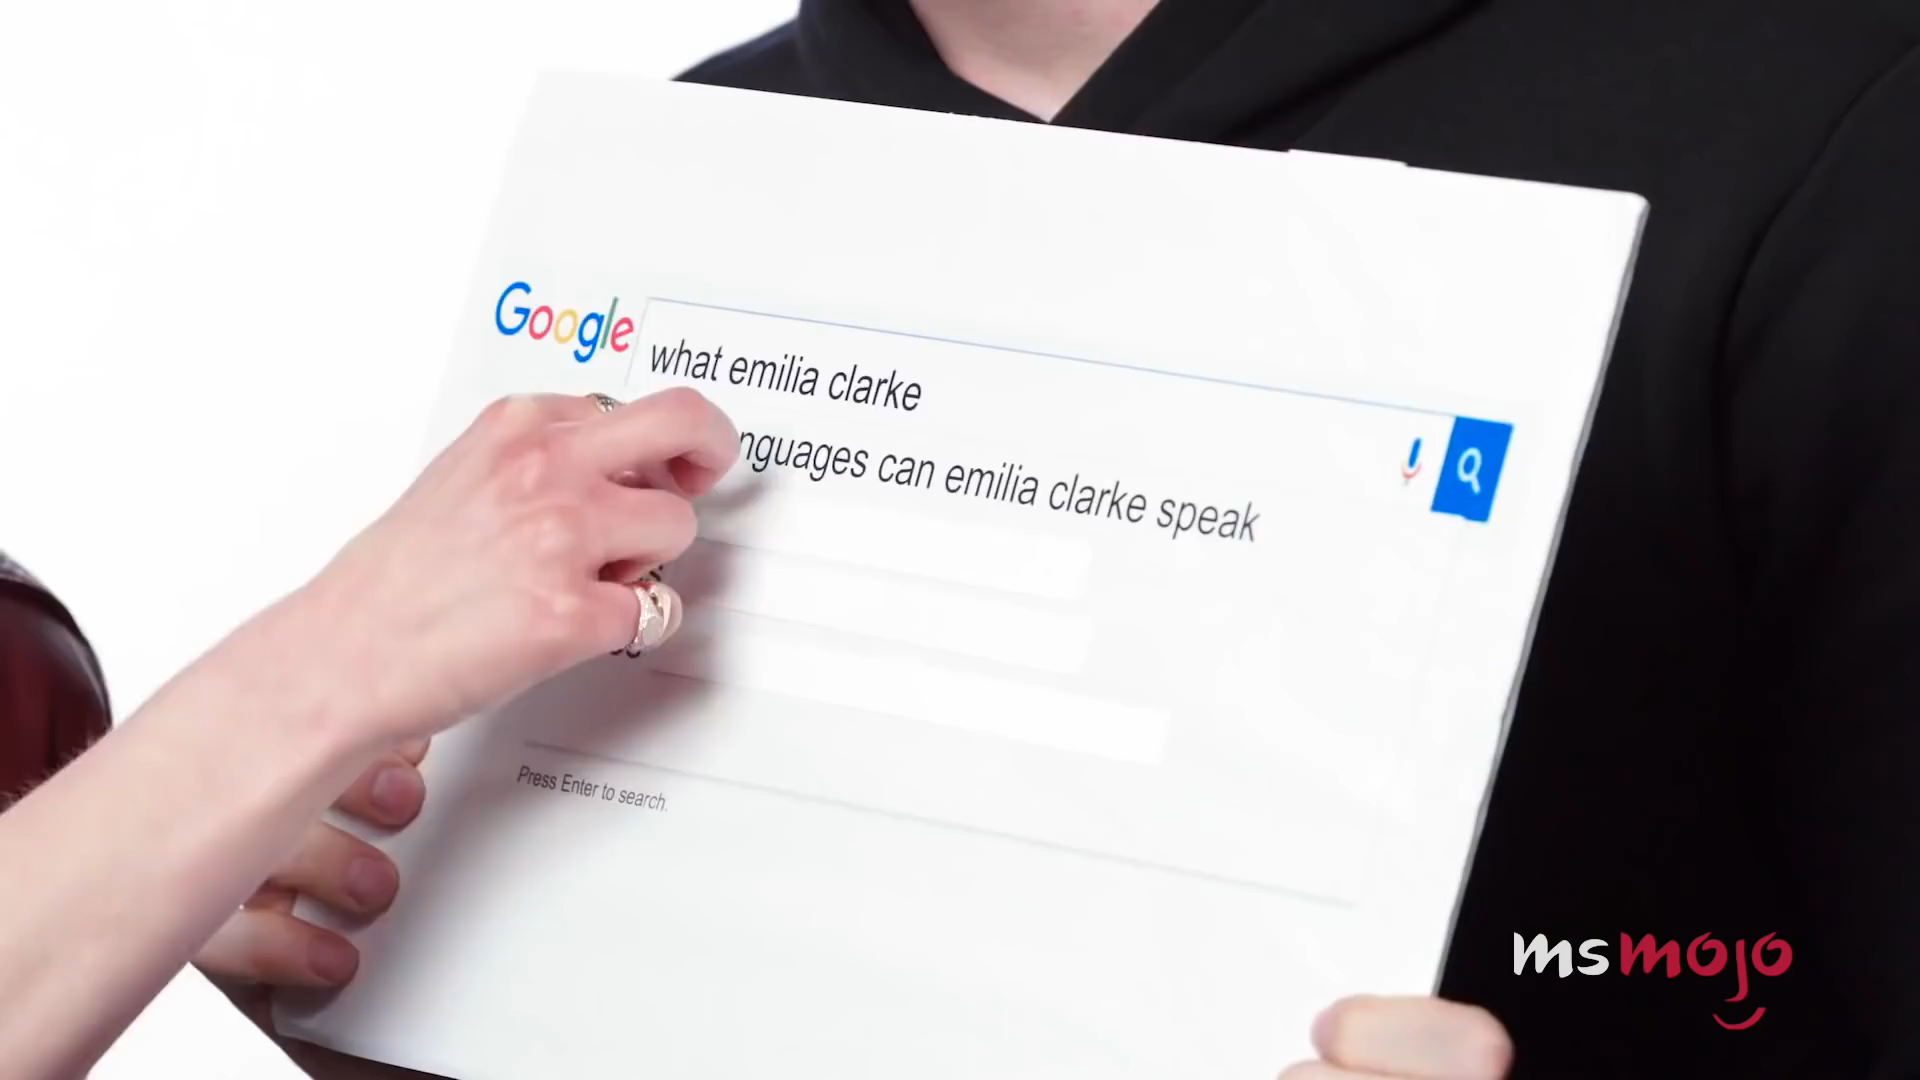 Google
what emilia clarke
nguages can emilia clarke speak
Press Enter to search.
msmojo